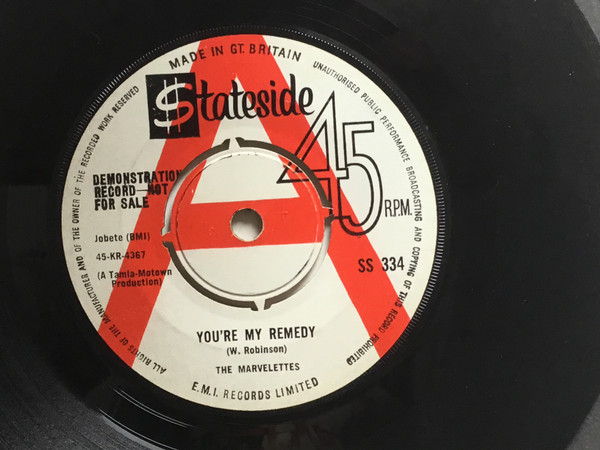 MADE IN GT. BRITAIN
Stateside
45
R.P.M.
DEMONSTRATION
RECORD—NOT
FOR SALE
Jobete (BMI)
45-KR-4367
(A Tamla-Motown
Production)
SS 334
YOU'RE MY REMEDY
(W. Robinson)
THE MARVELETTES
E.M.I. RECORDS LIMITED
ALL RIGHTS OF THE MANUFACTURER AND OF THE OWNER OF THE RECORDED WORK RESERVED
UNAUTHORISED PUBLIC PERFORMANCE BROADCASTING AND COPYING OF THIS RECORD PROHIBITED